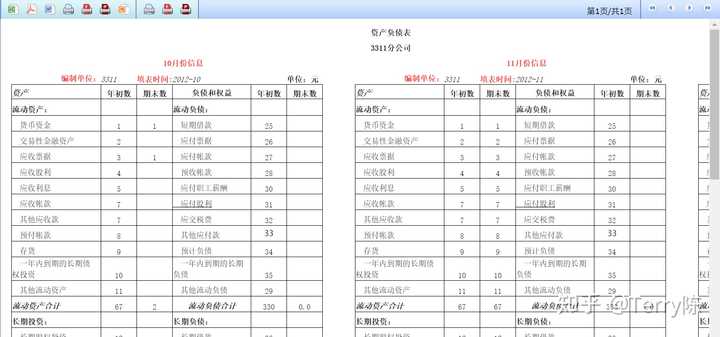 第1页/共1页
资产负债表
3311分公司
10月份信息
编制单位: 3311 填表时间:2012-10 单位: 元
资产 年初数 期末数 负债和权益 年初数 期末数
流动资产: 流动负债:
货币资金 1 1 短期借款 25
交易性金融资产 2 应付票据 26
应收票据 3 1 应付帐款 27
应收股利 4 预收帐款 28
应收利息 5 应付职工薪酬 30
应收帐款 7 应付股利 31
其他应收款 7 应交税费 32
预付帐款 8 其他应付款 33
存货 9 预计负债 34
一年内到期的长期债权投资 10 一年内到期的长期负债 35
其他流动资产 11 其他流动负债 29
流动资产合计 67 2 流动负债合计 330 0.0
长期投资: 长期负债:
11月份信息
编制单位: 3311 填表时间:2012-11 单位: 元
资产 年初数 期末数 负债和权益 年初数 期末数
流动资产: 流动负债:
货币资金 1 1 短期借款 25
交易性金融资产 2 2 应付票据 26
应收票据 3 3 应付帐款 27
应收股利 4 4 预收帐款 28
应收利息 5 5 应付职工薪酬 30
应收帐款 7 7 应付股利 31
其他应收款 7 7 应交税费 32
预付帐款 8 8 其他应付款 33
存货 9 9 预计负债 34
一年内到期的长期债权投资 10 10 一年内到期的长期负债 35
其他流动资产 11 11 其他流动负债 29
流动资产合计 67 67 流动负债合计 0.0
长期投资: 长期负债:
知乎 @Terry陈